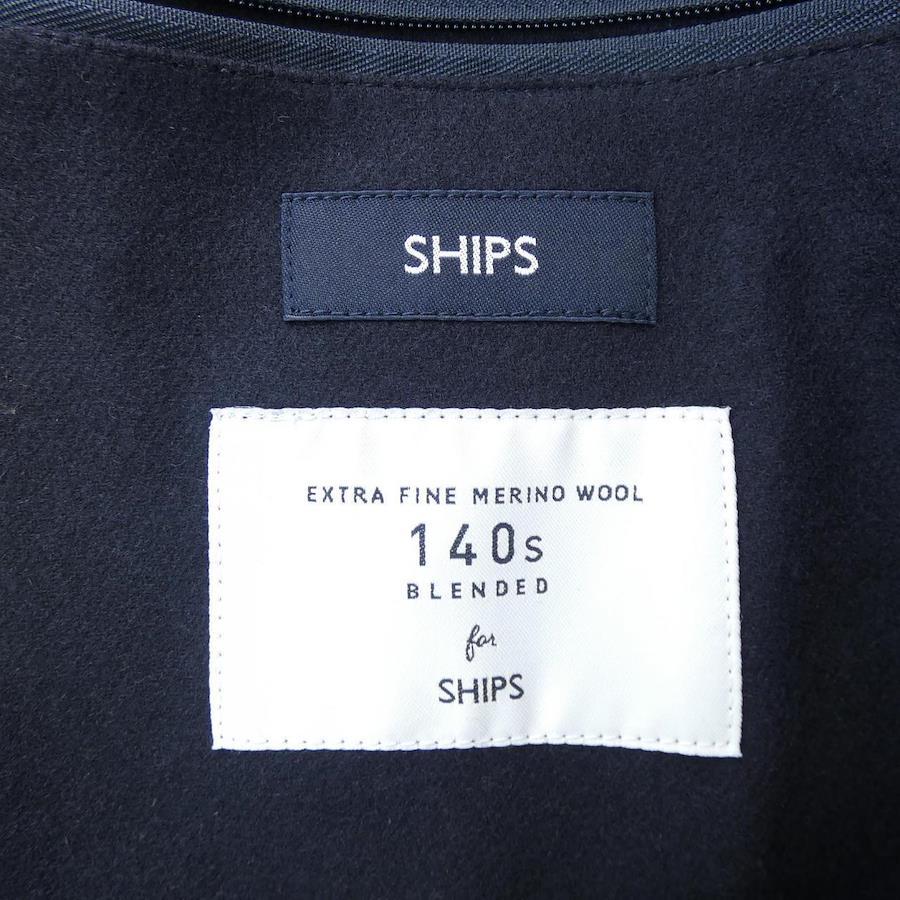 SHIPS
EXTRA FINE MERINO WOOL
140s
BLENDED
for
SHIPS